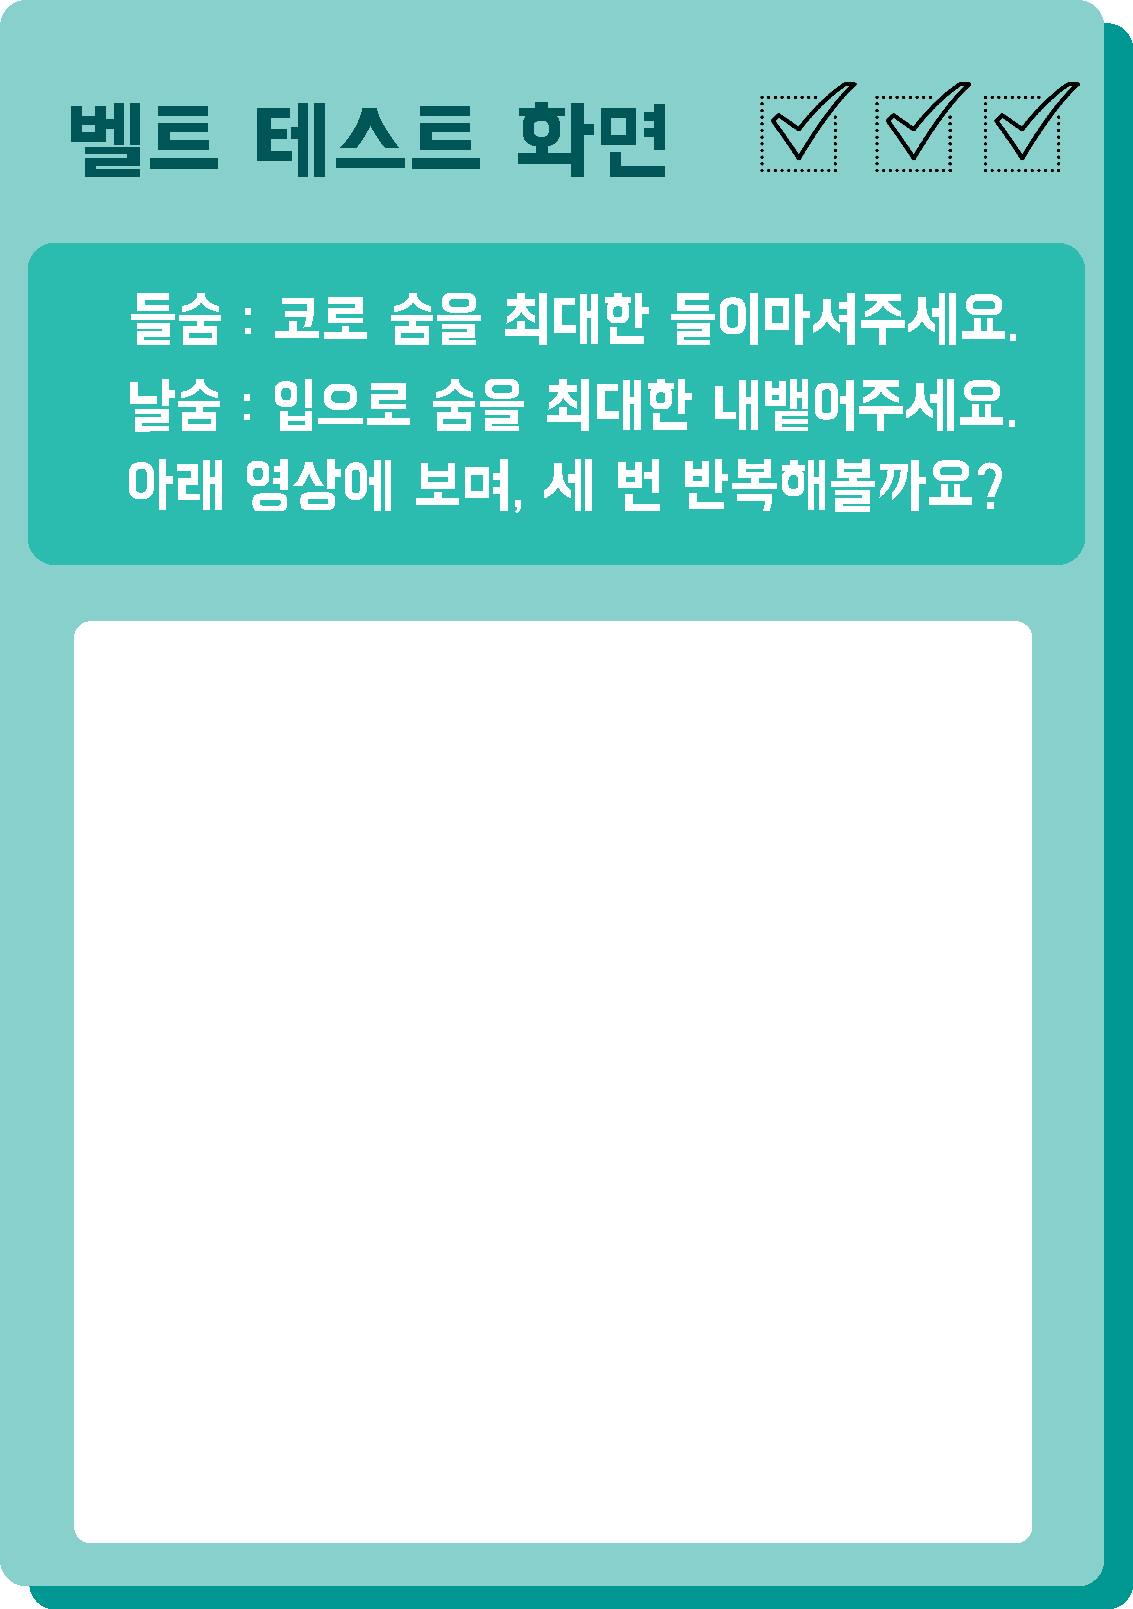 벨트 테스트 화면
들숨 : 코로 숨을 최대한 들이마셔주세요.
날숨 : 입으로 숨을 최대한 내뱉어주세요.
아래 영상에 보며, 세 번 반복해볼까요?